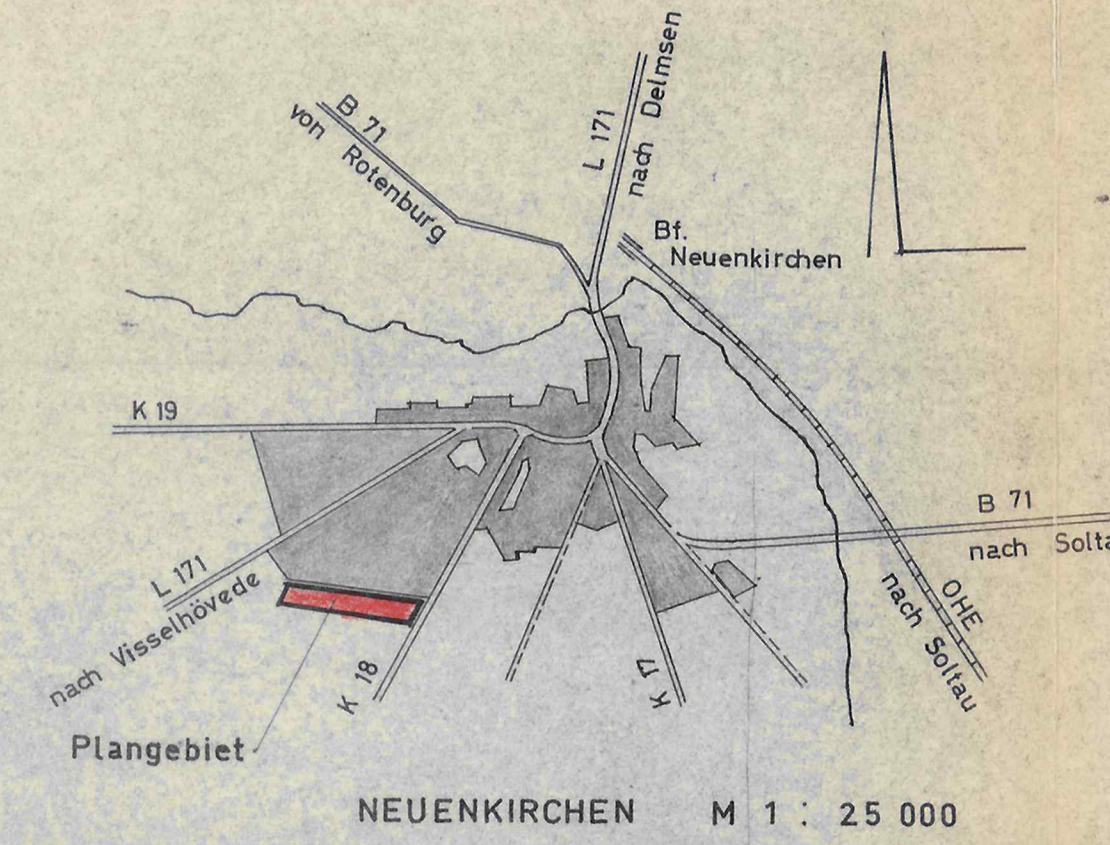 B 71
von Rotenburg
L 171
nach Delmsen
Bf.
Neuenkirchen
K 19
B 71
nach Solta
L 171
nach Visselhövede
OHE
nach Soltau
K 18
K 17
Plangebiet
NEUENKIRCHEN M 1 : 25 000